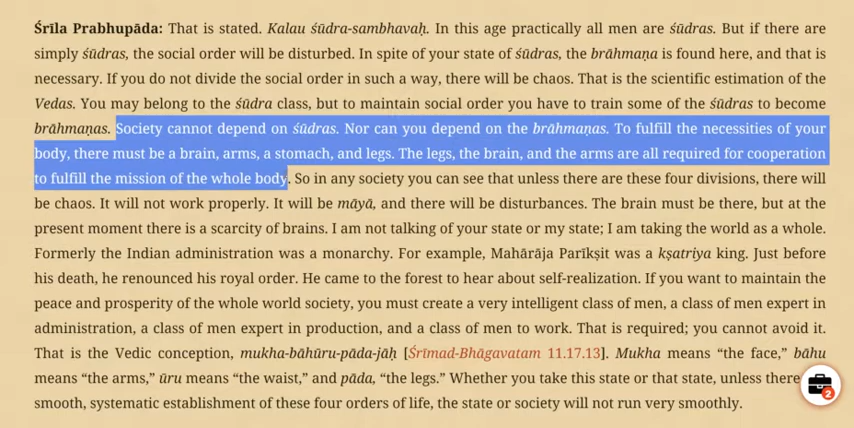 Śrīla Prabhupāda: That is stated. Kalau śūdra-sambhavaḥ. In this age practically all men are śūdras. But if there are
simply śūdras, the social order will be disturbed. In spite of your state of śūdras, the brāhmaṇa is found here, and that is
necessary. If you do not divide the social order in such a way, there will be chaos. That is the scientific estimation of the
Vedas. You may belong to the śūdra class, but to maintain social order you have to train some of the śūdras to become
brāhmaṇas. Society cannot depend on śūdras. Nor can you depend on the brāhmaṇas. To fulfill the necessities of your
body, there must be a brain, arms, a stomach, and legs. The legs, the brain, and the arms are all required for cooperation
to fulfill the mission of the whole body. So in any society you can see that unless there are these four divisions, there will
be chaos. It will not work properly. It will be māyā, and there will be disturbances. The brain must be there, but at the
present moment there is a scarcity of brains. I am not talking of your state or my state; I am taking the world as a whole.
Formerly the Indian administration was a monarchy. For example, Mahārāja Parīkṣit was a kṣatriya king. Just before
his death, he renounced his royal order. He came to the forest to hear about self-realization. If you want to maintain the
peace and prosperity of the whole world society, you must create a very intelligent class of men, a class of men expert in
administration, a class of men expert in production, and a class of men to work. That is required; you cannot avoid it.
That is the Vedic conception, mukha-bāhūru-pāda-jāḥ [Śrīmad-Bhāgavatam 11.17.13]. Mukha means “the face,” bāhu
means “the arms,” ūru means “the waist,” and pāda, “the legs.” Whether you take this state or that state, unless there
smooth, systematic establishment of these four orders of life, the state or society will not run very smoothly.
2